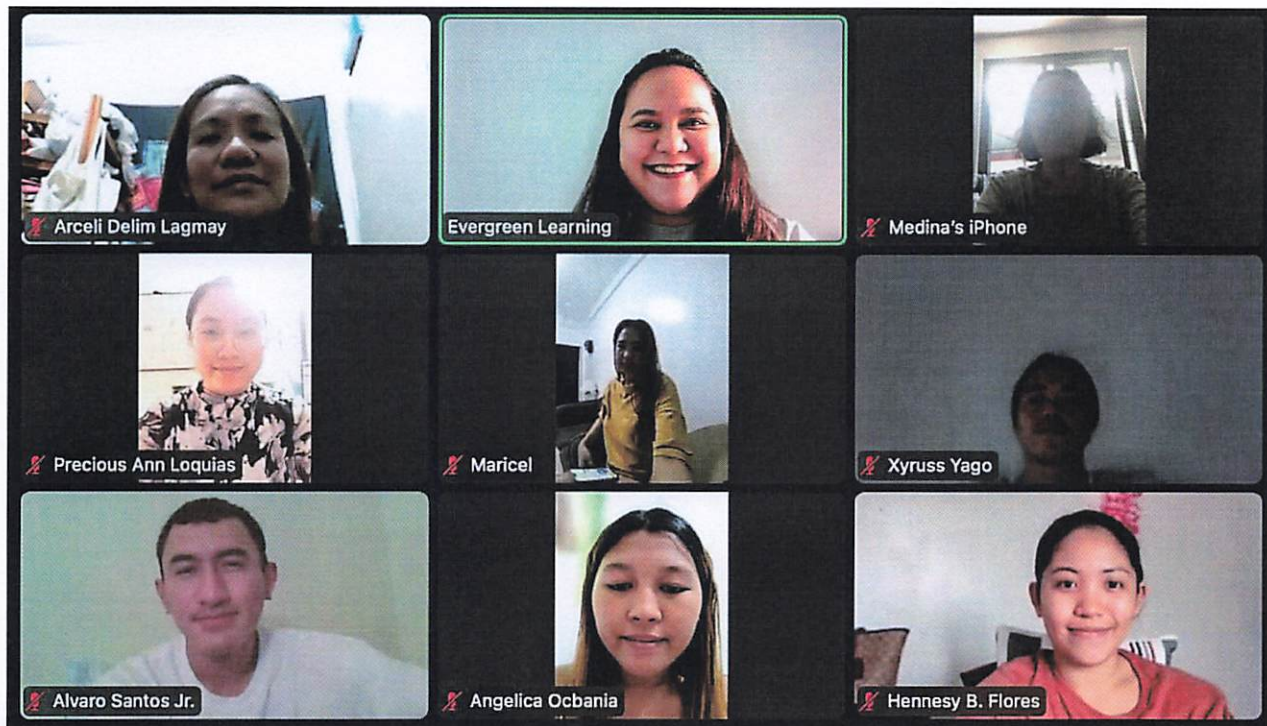 Arceli Delim Lagmay
Evergreen Learning
Medina's iPhone
Precious Ann Loquias
Maricel
Xyruss Yago
Alvaro Santos Jr.
Angelica Ocbania
Hennesy B. Flores